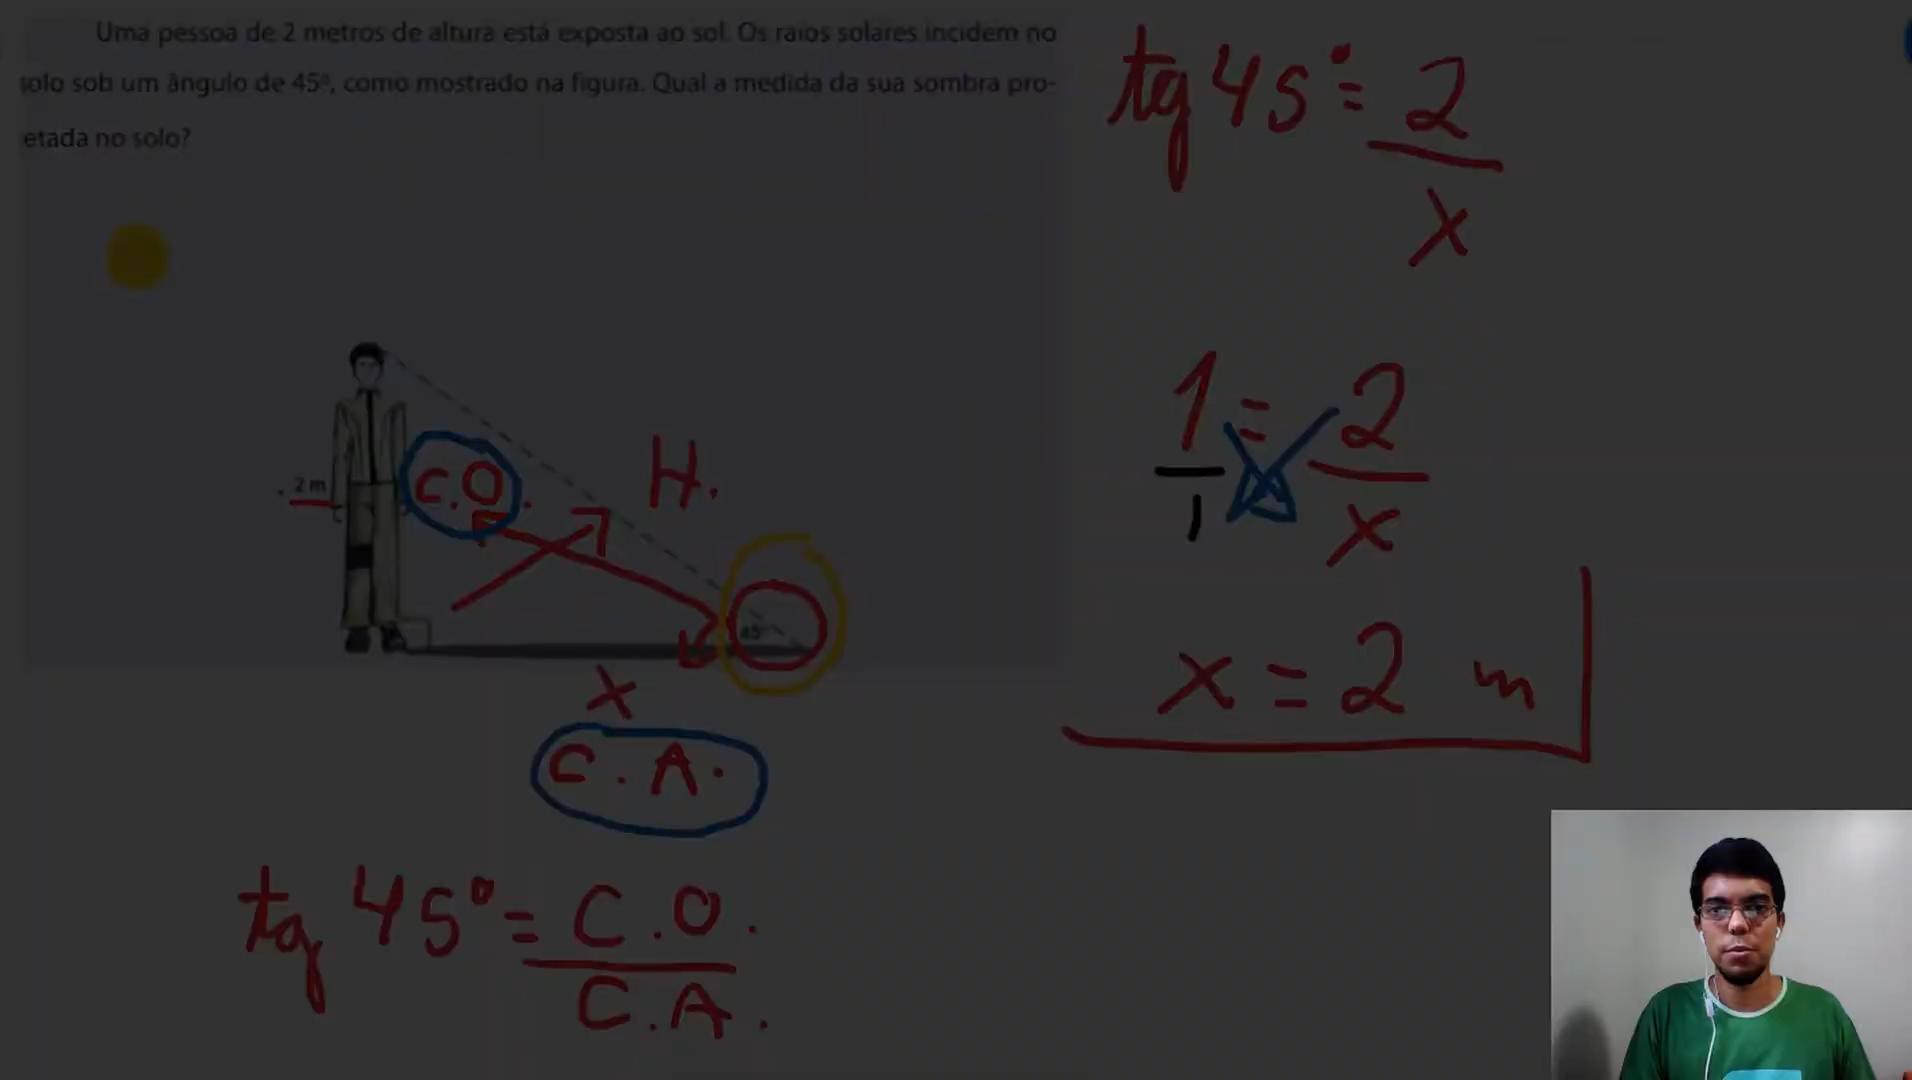 Uma pessoa de 2 metros de altura está exposta ao sol. Os raios solares incidem no
solo sob um ângulo de 45º, como mostrado na figura. Qual a medida da sua sombra pro-
etada no solo?
2 m
C.O.
H.
45º
X
C.A.
tg 45° = C.O.
C.A.
tg 45° = 2
x
1 = 2
1 x
x = 2 m